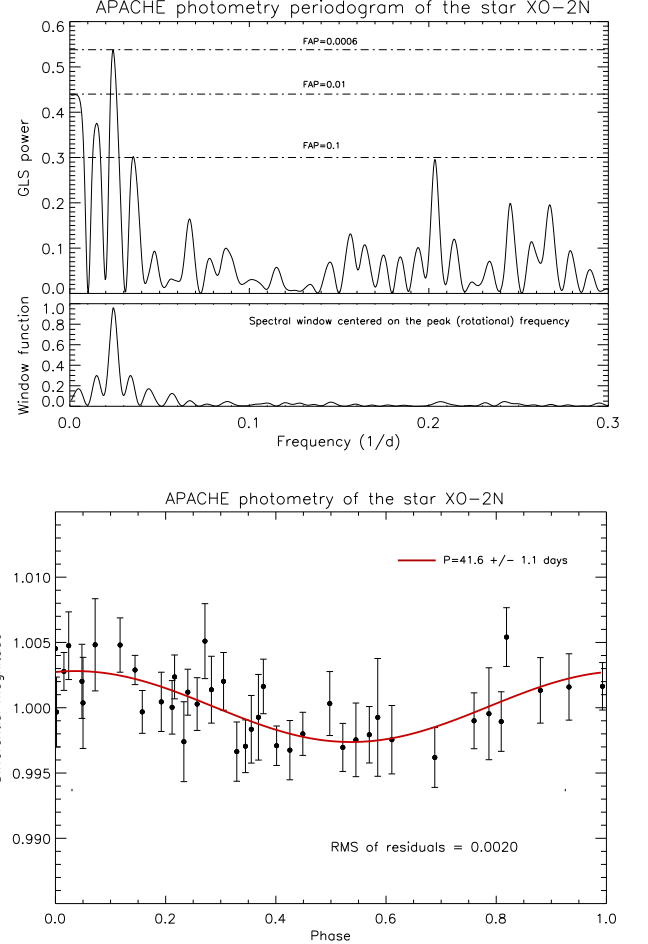 APACHE photometry periodogram of the star XO-2N
0.6
FAP=0.0006
0.5
FAP=0.01
0.4
GLS power
FAP=0.1
0.3
0.2
0.1
0.0
Window function
1.0
Spectral window centered on the peak (rotational) frequency
0.8
0.6
0.4
0.2
0.0
0.0 0.1 0.2 0.3
Frequency (1/d)
APACHE photometry of the star XO-2N
P=41.6 +/- 1.1 days
1.010
1.005
1.000
0.995
0.990
RMS of residuals = 0.0020
0.0 0.2 0.4 0.6 0.8 1.0
Phase